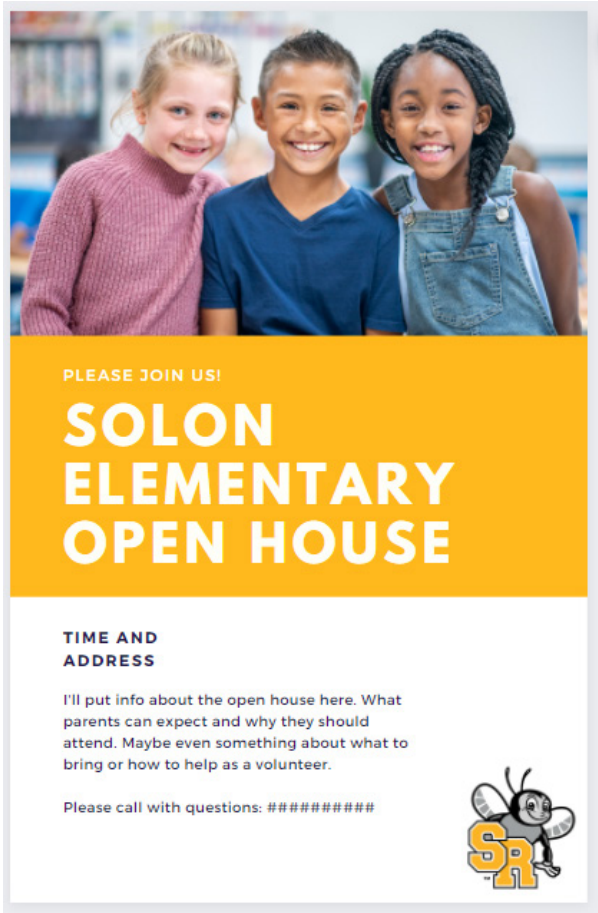 PLEASE JOIN US!
SOLON
ELEMENTARY
OPEN HOUSE
TIME AND
ADDRESS
I'll put info about the open house here. What
parents can expect and why they should
attend. Maybe even something about what to
bring or how to help as a volunteer.
Please call with questions: ##########
SR